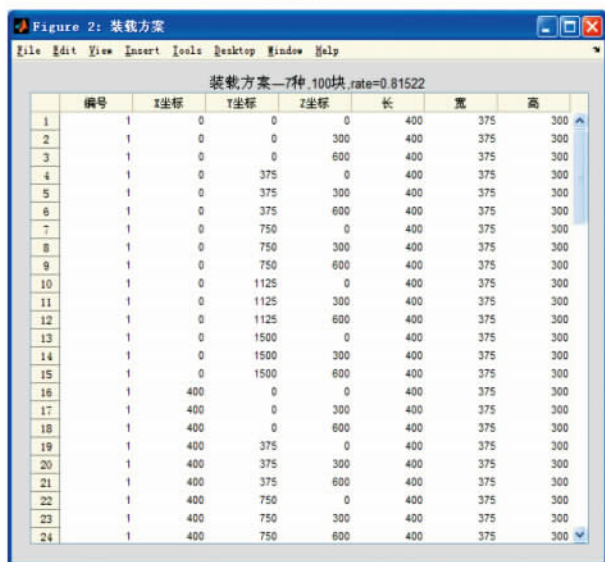 Figure 2: 装载方案
File Edit View Insert Tools Desktop Window Help
装载方案—7种,100块,rate=0.81522
编号 X坐标 Y坐标 Z坐标 长 宽 高
1 1 0 0 0 400 375 300
2 1 0 0 300 400 375 300
3 1 0 0 600 400 375 300
4 1 0 375 0 400 375 300
5 1 0 375 300 400 375 300
6 1 0 375 600 400 375 300
7 1 0 750 0 400 375 300
8 1 0 750 300 400 375 300
9 1 0 750 600 400 375 300
10 1 0 1125 0 400 375 300
11 1 0 1125 300 400 375 300
12 1 0 1125 600 400 375 300
13 1 0 1500 0 400 375 300
14 1 0 1500 300 400 375 300
15 1 0 1500 600 400 375 300
16 1 400 0 0 400 375 300
17 1 400 0 300 400 375 300
18 1 400 0 600 400 375 300
19 1 400 375 0 400 375 300
20 1 400 375 300 400 375 300
21 1 400 375 600 400 375 300
22 1 400 750 0 400 375 300
23 1 400 750 300 400 375 300
24 1 400 750 600 400 375 300